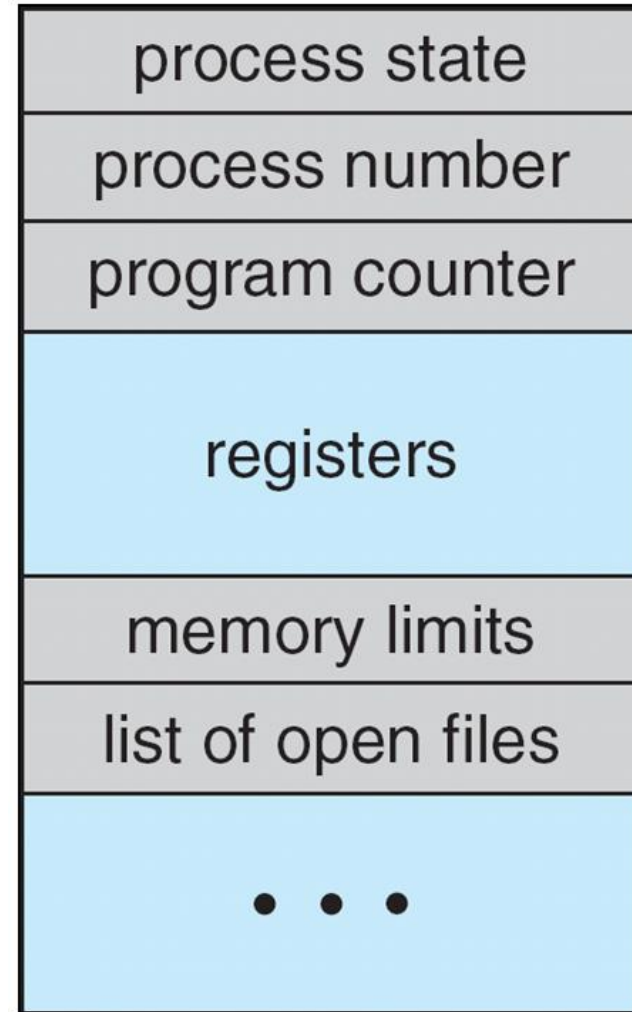 process state
process number
program counter
registers
memory limits
list of open files
• • •